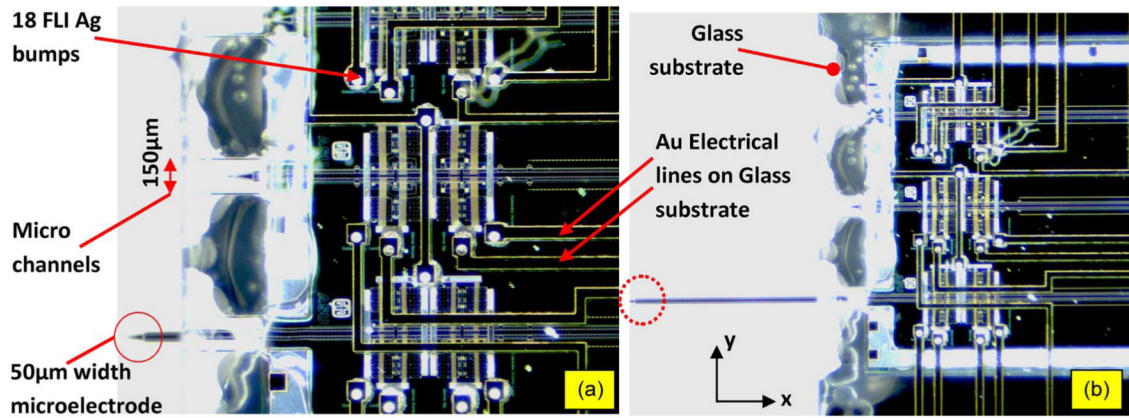 18 FLI Ag
bumps
150µm
Micro
channels
50µm width
microelectrode
(a)
Glass
substrate
Au Electrical
lines on Glass
substrate
y
x
(b)